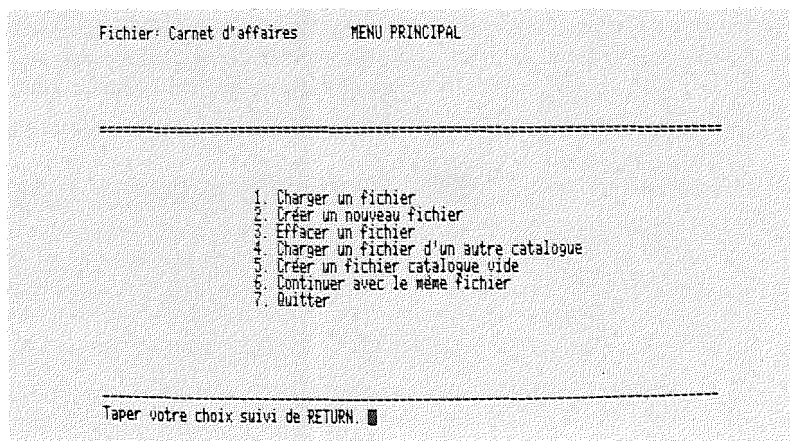 Fichier: Carnet d'affaires MENU PRINCIPAL
1. Charger un fichier
2. Créer un nouveau fichier
3. Effacer un fichier
4. Charger un fichier d'un autre catalogue
5. Créer un fichier catalogue vide
6. Continuer avec le même fichier
7. Quitter
Taper votre choix suivi de RETURN.